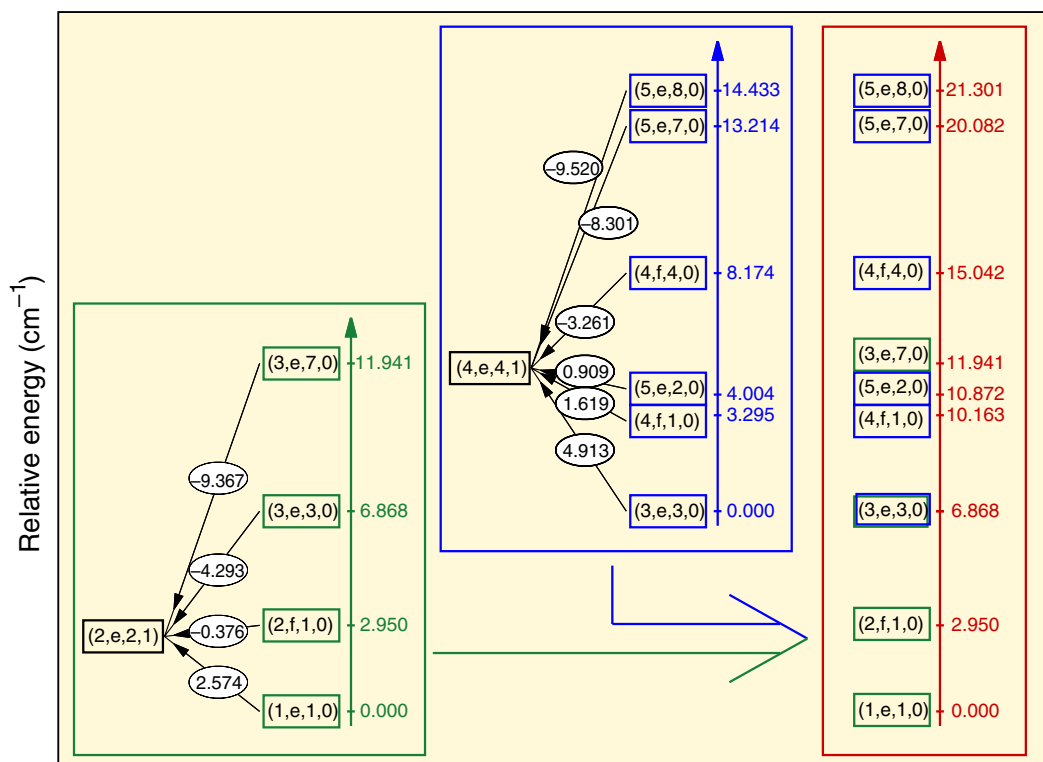 Relative energy (cm−1)
(3,e,7,0) 11.941
−9.367
(3,e,3,0) 6.868
−4.293
(2,f,1,0) 2.950
−0.376
(2,e,2,1)
2.574
(1,e,1,0) 0.000
(5,e,8,0) 14.433
(5,e,7,0) 13.214
−9.520
−8.301
(4,f,4,0) 8.174
−3.261
(4,e,4,1)
0.909
(5,e,2,0) 4.004
1.619
(4,f,1,0) 3.295
4.913
(3,e,3,0) 0.000
(5,e,8,0) 21.301
(5,e,7,0) 20.082
(4,f,4,0) 15.042
(3,e,7,0) 11.941
(5,e,2,0) 10.872
(4,f,1,0) 10.163
(3,e,3,0) 6.868
(2,f,1,0) 2.950
(1,e,1,0) 0.000